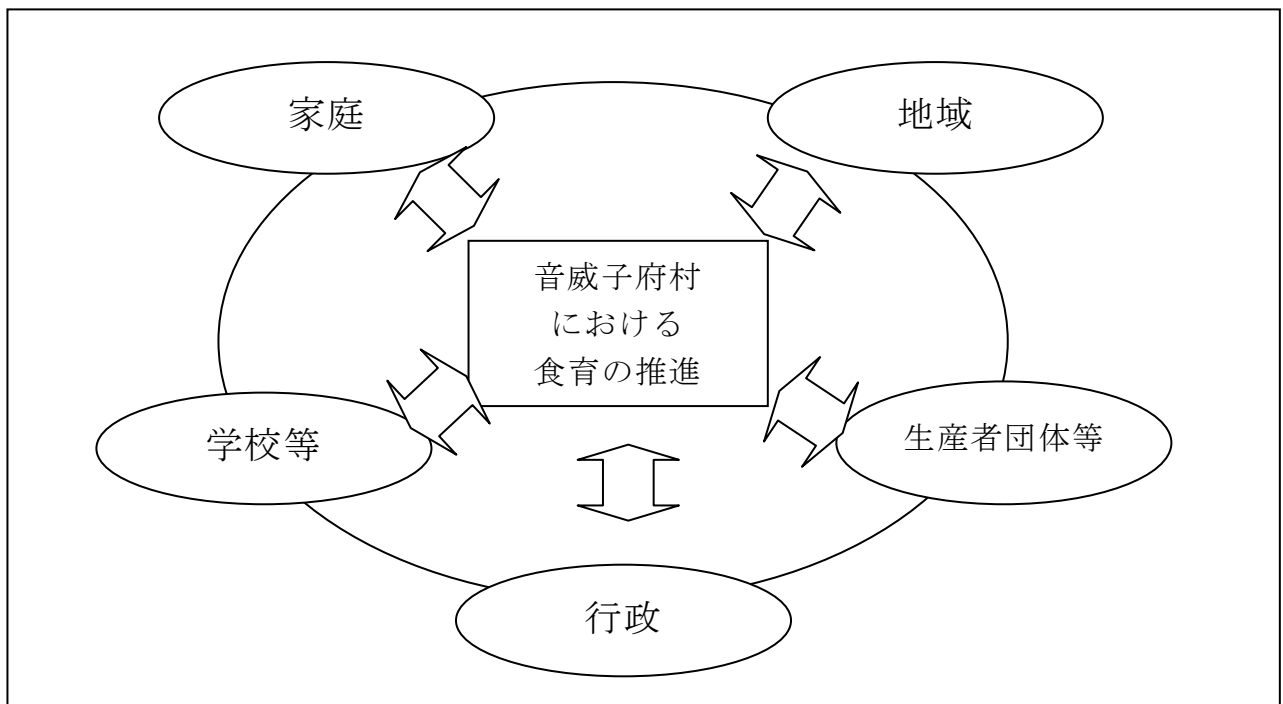 家庭
地域
音威子府村
における
食育の推進
学校等
生産者団体等
行政